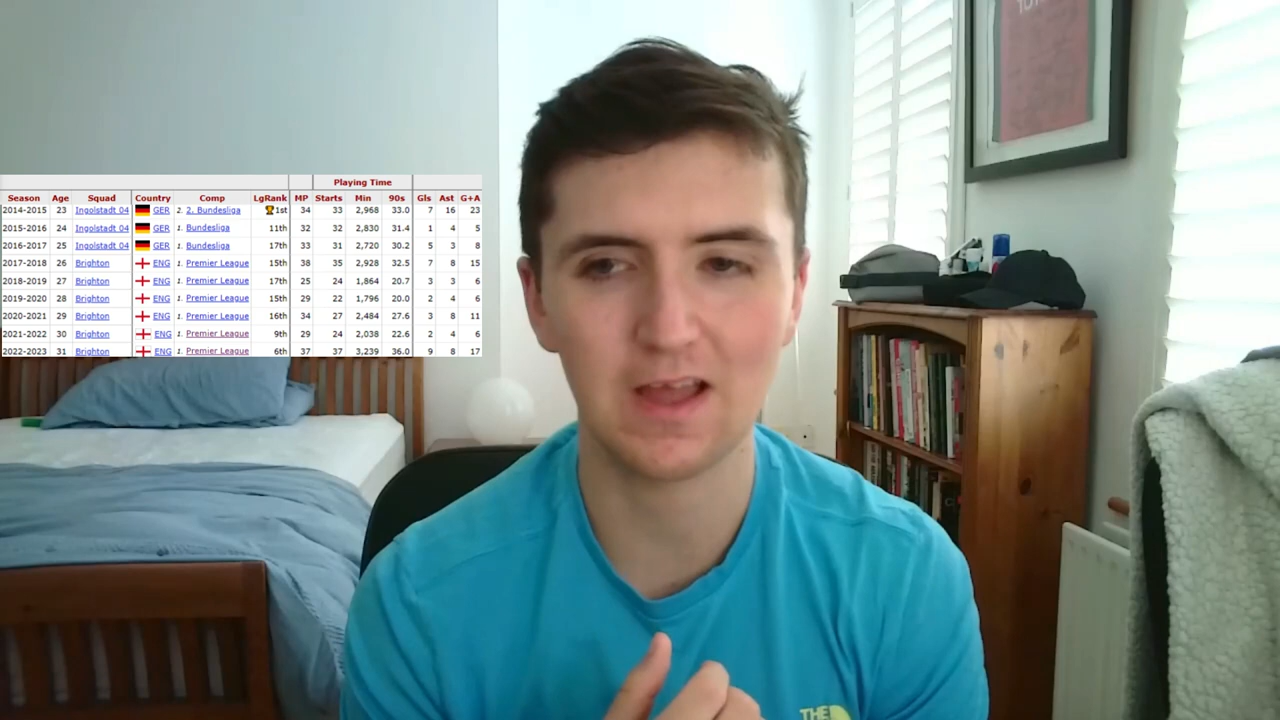 Playing Time
Season Age Squad Country Comp LgRank MP Starts Min 90s Gls Ast G+A
2014-2015 23 Ingolstadt 04 GER 2. 2. Bundesliga 1st 34 33 2,968 33.0 7 16 23
2015-2016 24 Ingolstadt 04 GER 1. Bundesliga 11th 32 32 2,830 31.4 1 4 5
2016-2017 25 Ingolstadt 04 GER 1. Bundesliga 17th 33 31 2,720 30.2 5 3 8
2017-2018 26 Brighton ENG 1. Premier League 15th 38 35 2,928 32.5 7 8 15
2018-2019 27 Brighton ENG 1. Premier League 17th 25 24 1,864 20.7 3 3 6
2019-2020 28 Brighton ENG 1. Premier League 15th 29 22 1,796 20.0 2 4 6
2020-2021 29 Brighton ENG 1. Premier League 16th 34 27 2,484 27.6 3 8 11
2021-2022 30 Brighton ENG 1. Premier League 9th 29 24 2,038 22.6 2 4 6
2022-2023 31 Brighton ENG 1. Premier League 6th 37 37 3,239 36.0 9 8 17
THE